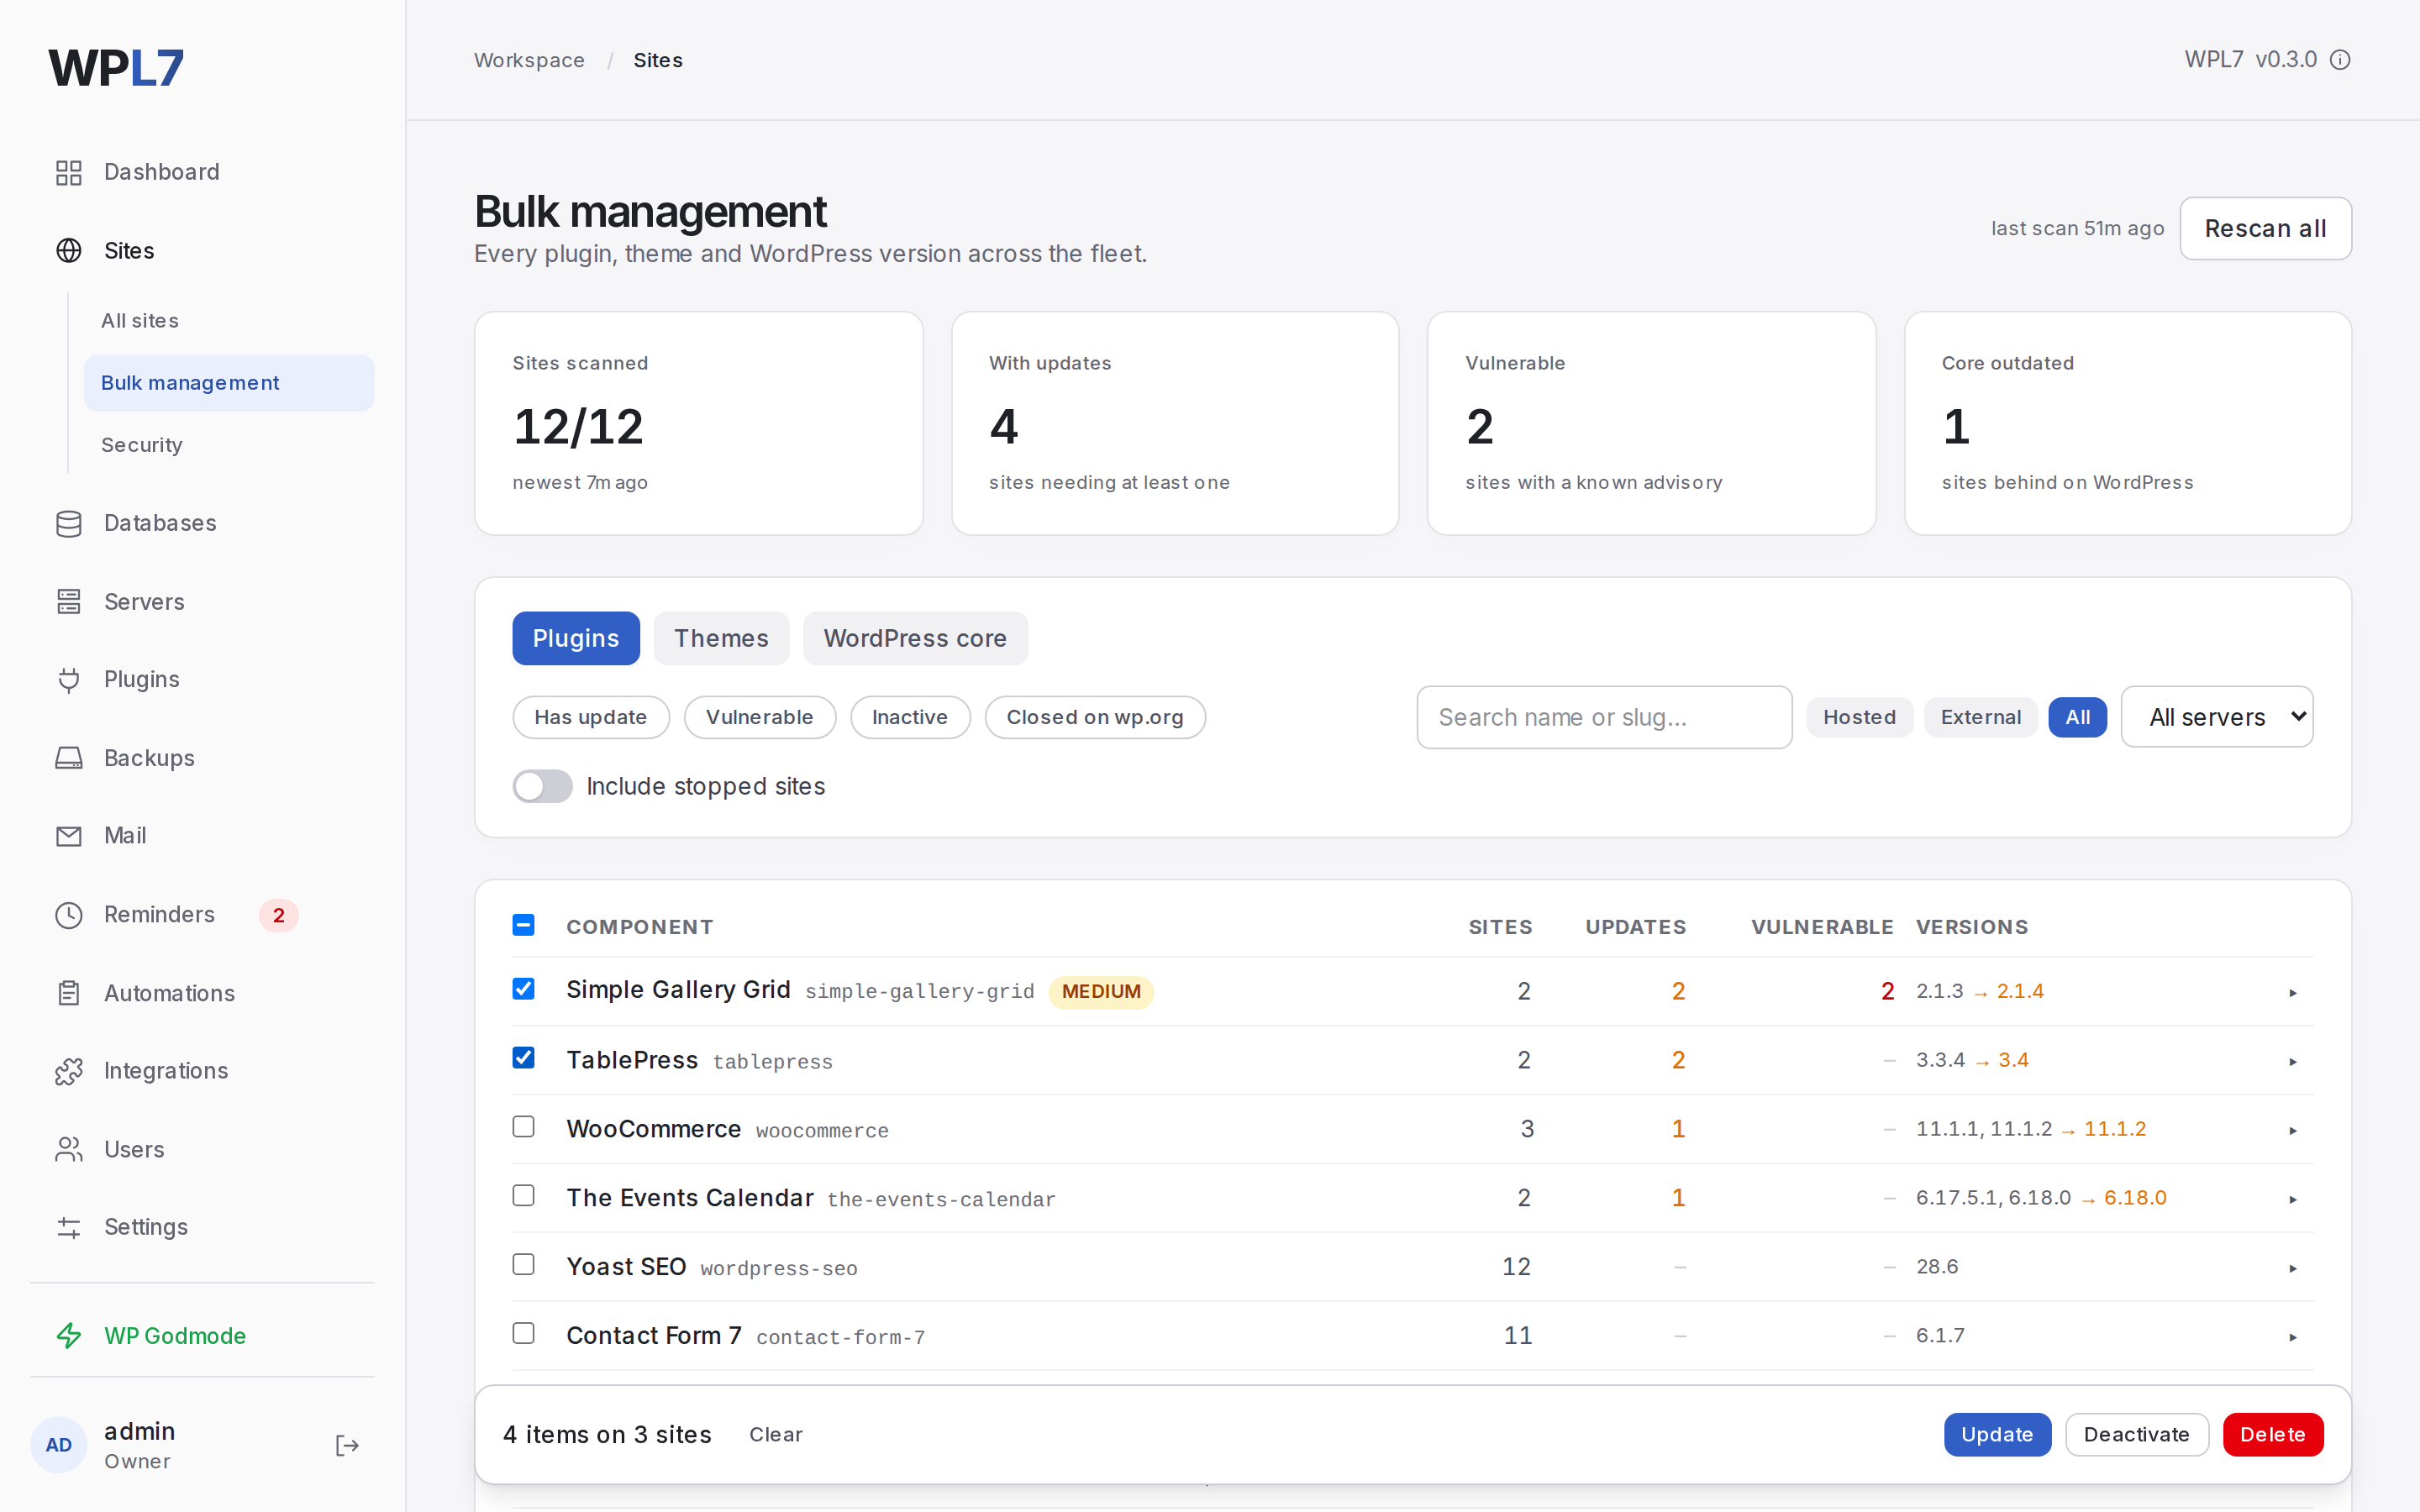 WPL7
Workspace / Sites
WPL7 v0.3.0
Dashboard
Sites
All sites
Bulk management
Security
Databases
Servers
Plugins
Backups
Mail
Reminders 2
Automations
Integrations
Users
Settings
WP Godmode
AD
admin
Owner
Bulk management
Every plugin, theme and WordPress version across the fleet.
last scan 51m ago Rescan all
Sites scanned
12/12
newest 7m ago
With updates
4
sites needing at least one
Vulnerable
2
sites with a known advisory
Core outdated
1
sites behind on WordPress
Plugins Themes WordPress core
Has update Vulnerable Inactive Closed on wp.org Search name or slug... Hosted External All All servers
Include stopped sites
COMPONENT SITES UPDATES VULNERABLE VERSIONS
Simple Gallery Grid simple-gallery-grid MEDIUM 2 2 2 2.1.3 → 2.1.4
TablePress tablepress 2 2 – 3.3.4 → 3.4
WooCommerce woocommerce 3 1 – 11.1.1, 11.1.2 → 11.1.2
The Events Calendar the-events-calendar 2 1 – 6.17.5.1, 6.18.0 → 6.18.0
Yoast SEO wordpress-seo 12 – – 28.6
Contact Form 7 contact-form-7 11 – – 6.1.7
4 items on 3 sites Clear Update Deactivate Delete